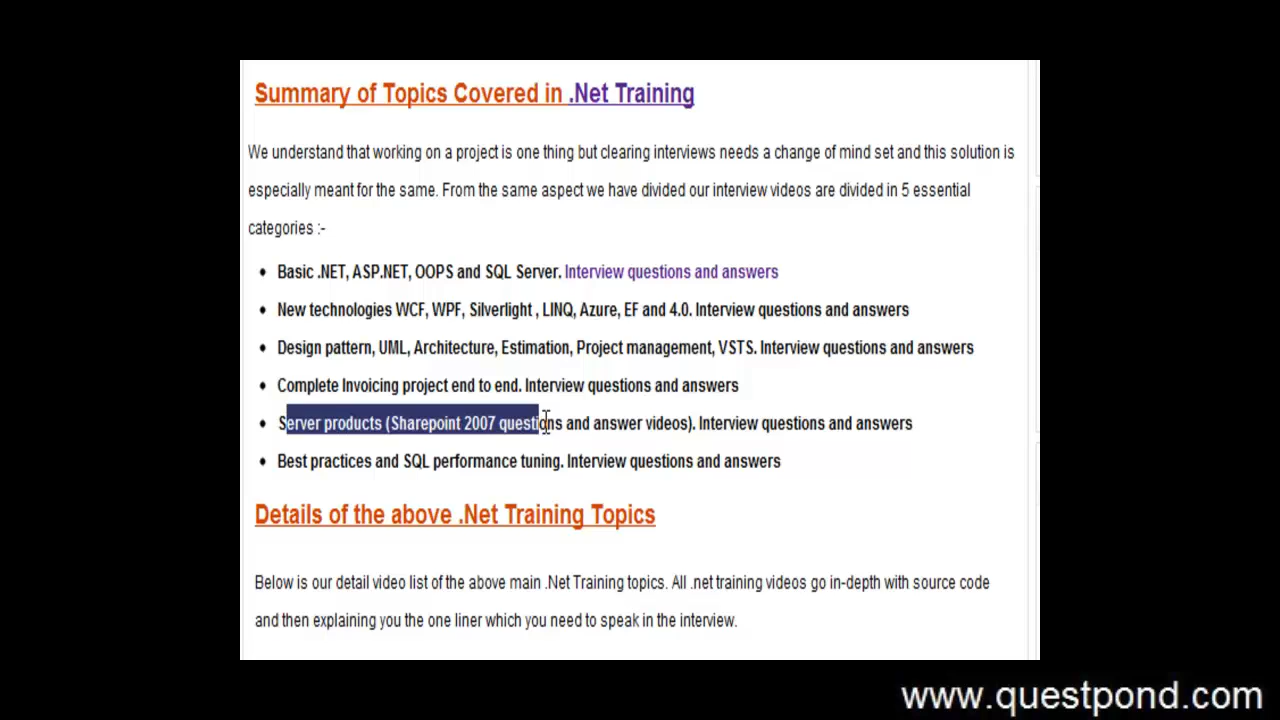 Summary of Topics Covered in .Net Training
We understand that working on a project is one thing but clearing interviews needs a change of mind set and this solution is
especially meant for the same. From the same aspect we have divided our interview videos are divided in 5 essential
categories :-
• Basic .NET, ASP.NET, OOPS and SQL Server. Interview questions and answers
• New technologies WCF, WPF, Silverlight , LINQ, Azure, EF and 4.0. Interview questions and answers
• Design pattern, UML, Architecture, Estimation, Project management, VSTS. Interview questions and answers
• Complete Invoicing project end to end. Interview questions and answers
• Server products (Sharepoint 2007 questions and answer videos). Interview questions and answers
• Best practices and SQL performance tuning. Interview questions and answers
Details of the above .Net Training Topics
Below is our detail video list of the above main .Net Training topics. All .net training videos go in-depth with source code
and then explaining you the one liner which you need to speak in the interview.
www.questpond.com